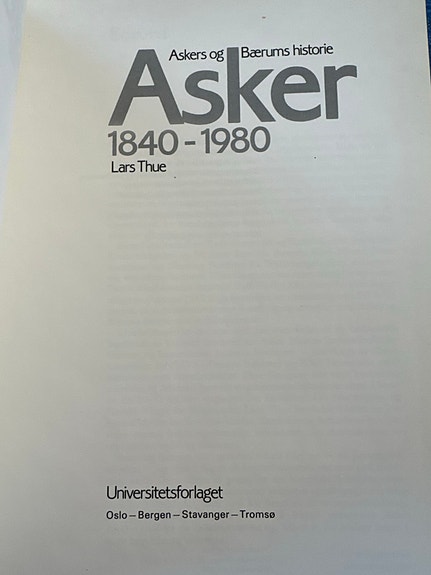 Askers og Bærums historie
Asker
1840-1980
Lars Thue
Universitetsforlaget
Oslo – Bergen – Stavanger – Tromsø